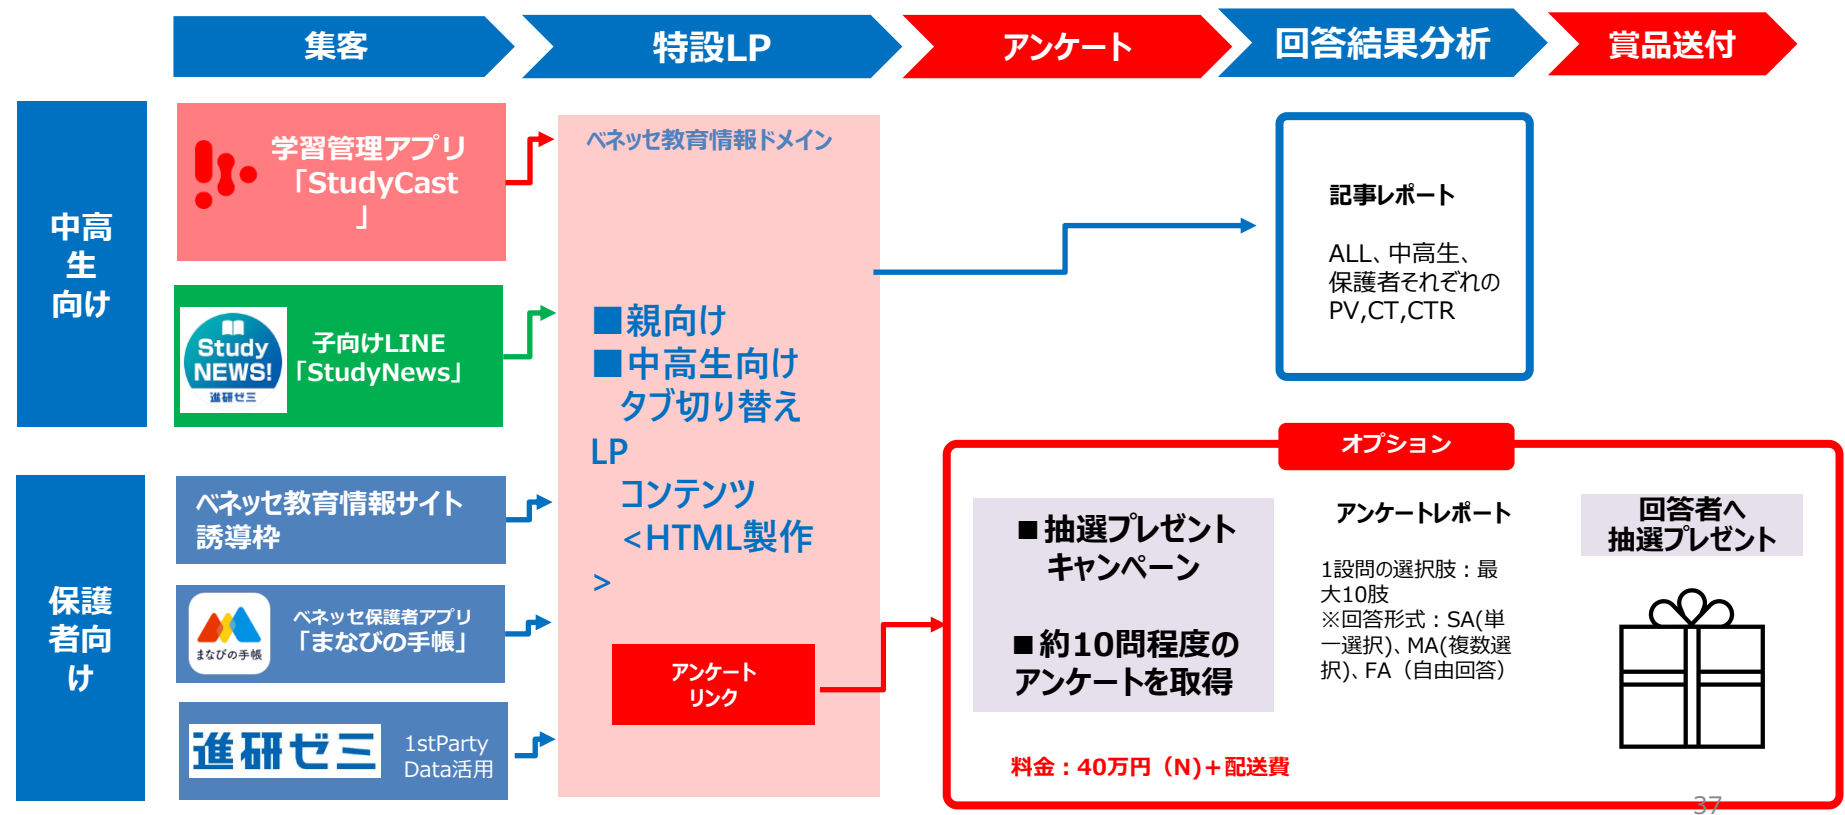 集客
特設LP
アンケート
回答結果分析
賞品送付
中高
生
向け
学習管理アプリ
「StudyCast
」
Study
NEWS!
進研ゼミ
子向けLINE
「StudyNews」
保護
者向
け
ベネッセ教育情報サイト
誘導枠
まなびの手帳
ベネッセ保護者アプリ
「まなびの手帳」
進研ゼミ
1stParty
Data活用
ベネッセ教育情報ドメイン
■親向け
■中高生向け
タブ切り替え
LP
コンテンツ
<HTML製作
>
アンケート
リンク
記事レポート
ALL、中高生、
保護者それぞれの
PV,CT,CTR
オプション
■抽選プレゼント
キャンペーン
■約10問程度の
アンケートを取得
料金：40万円（N)＋配送費
アンケートレポート
1設問の選択肢：最
大10肢
※回答形式：SA(単
一選択)、MA(複数選
択)、FA（自由回答）
回答者へ
抽選プレゼント
37